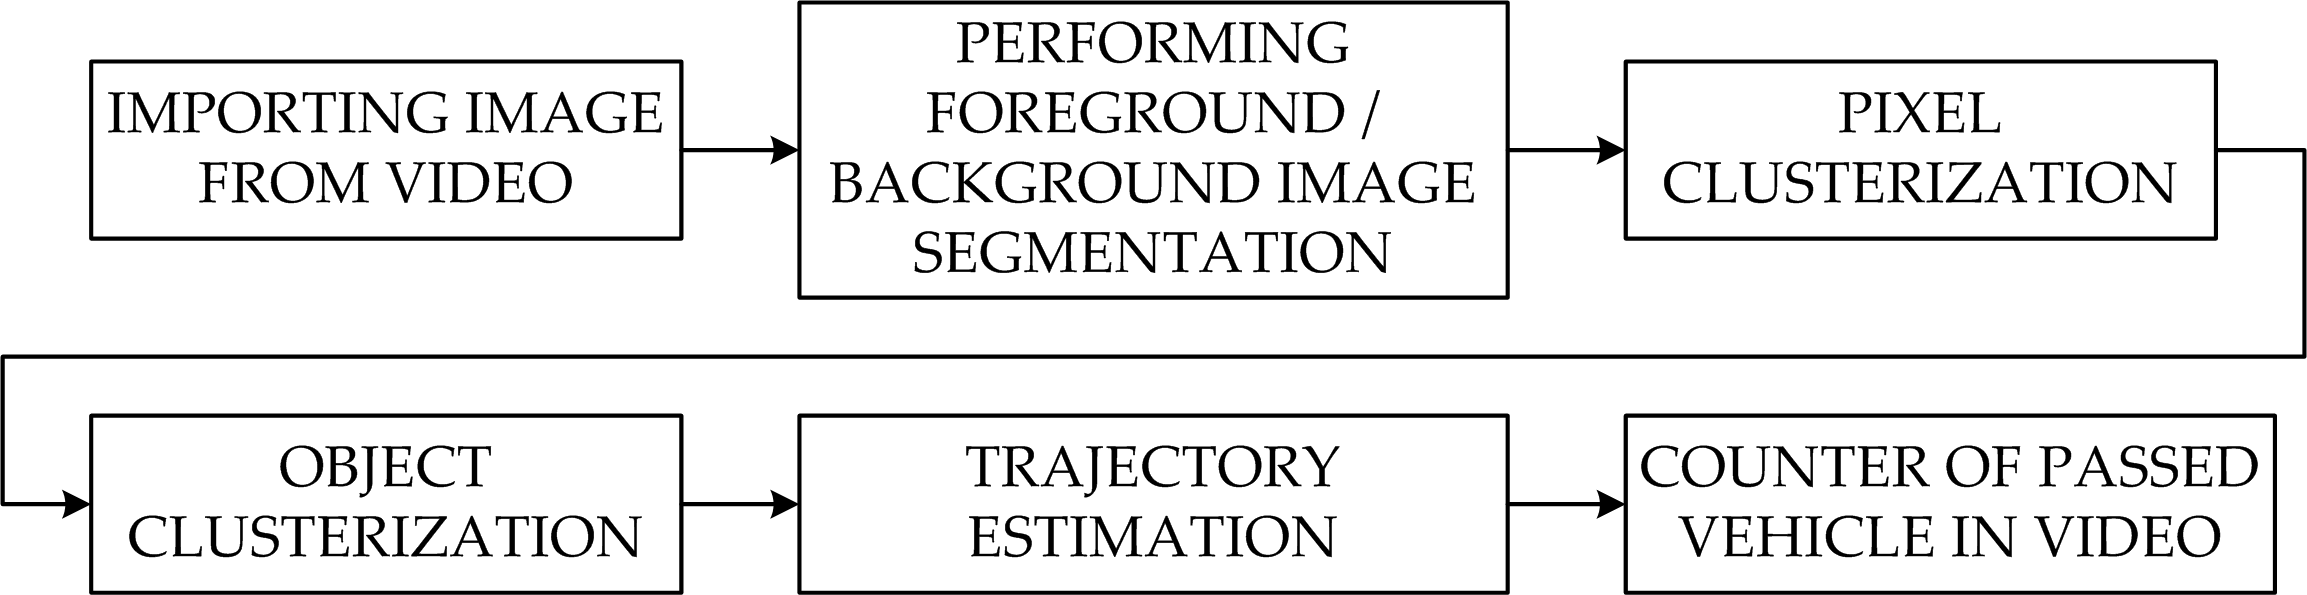 IMPORTING IMAGE
FROM VIDEO
PERFORMING
FOREGROUND /
BACKGROUND IMAGE
SEGMENTATION
PIXEL
CLUSTERIZATION
OBJECT
CLUSTERIZATION
TRAJECTORY
ESTIMATION
COUNTER OF PASSED
VEHICLE IN VIDEO